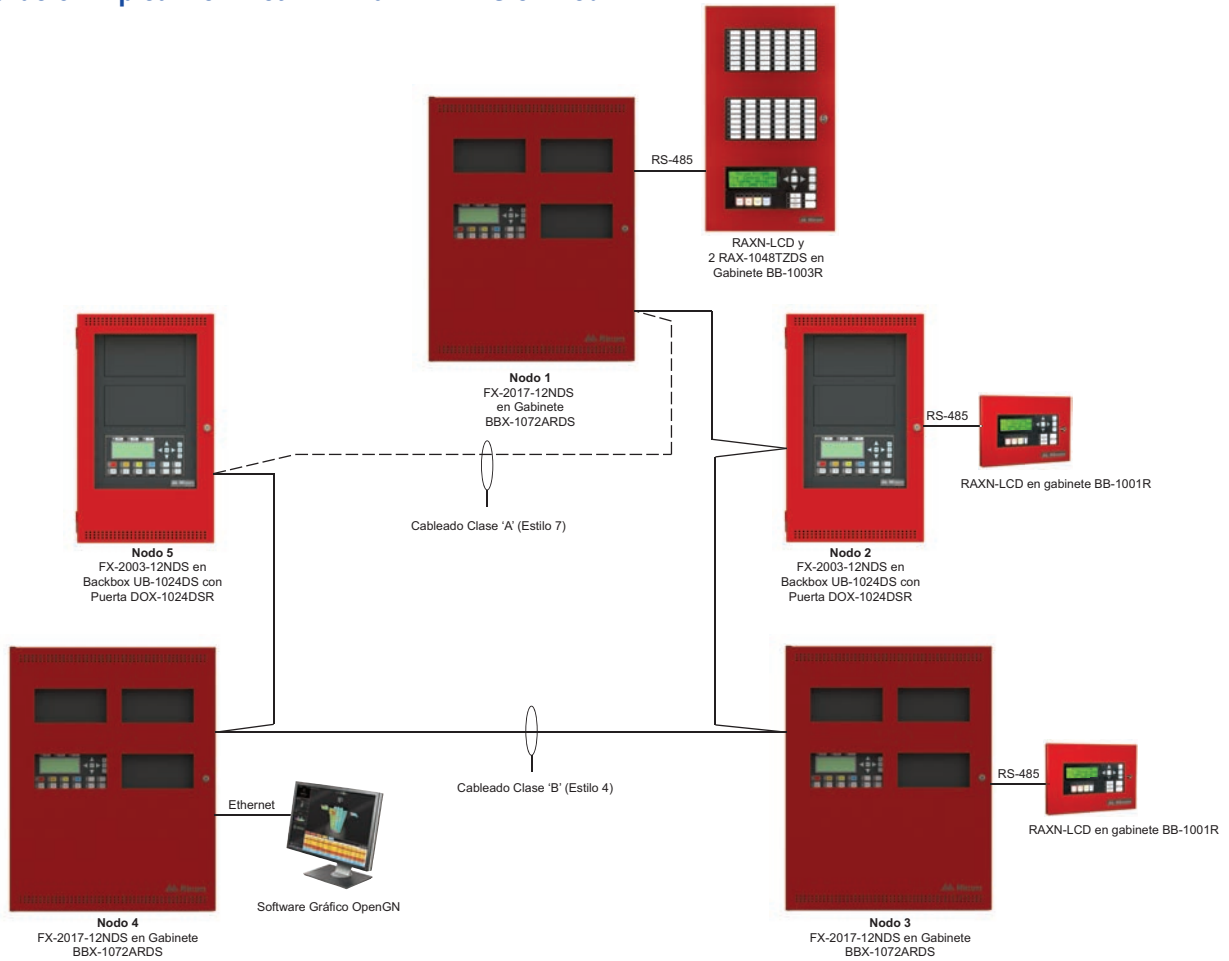 RS-485
RAXN-LCD y
2 RAX-1048TZDS en
Gabinete BB-1003R
Nodo 1
FX-2017-12NDS
en Gabinete
BBX-1072ARDS
RS-485
RAXN-LCD en gabinete BB-1001R
Cableado Clase ‘A’ (Estilo 7)
Nodo 5
FX-2003-12NDS en
Backbox UB-1024DS con
Puerta DOX-1024DSR
Nodo 2
FX-2003-12NDS en
Backbox UB-1024DS con
Puerta DOX-1024DSR
Cableado Clase ‘B’ (Estilo 4)
Ethernet
Software Gráfico OpenGN
RS-485
RAXN-LCD en gabinete BB-1001R
Nodo 4
FX-2017-12NDS en Gabinete
BBX-1072ARDS
Nodo 3
FX-2017-12NDS en Gabinete
BBX-1072ARDS